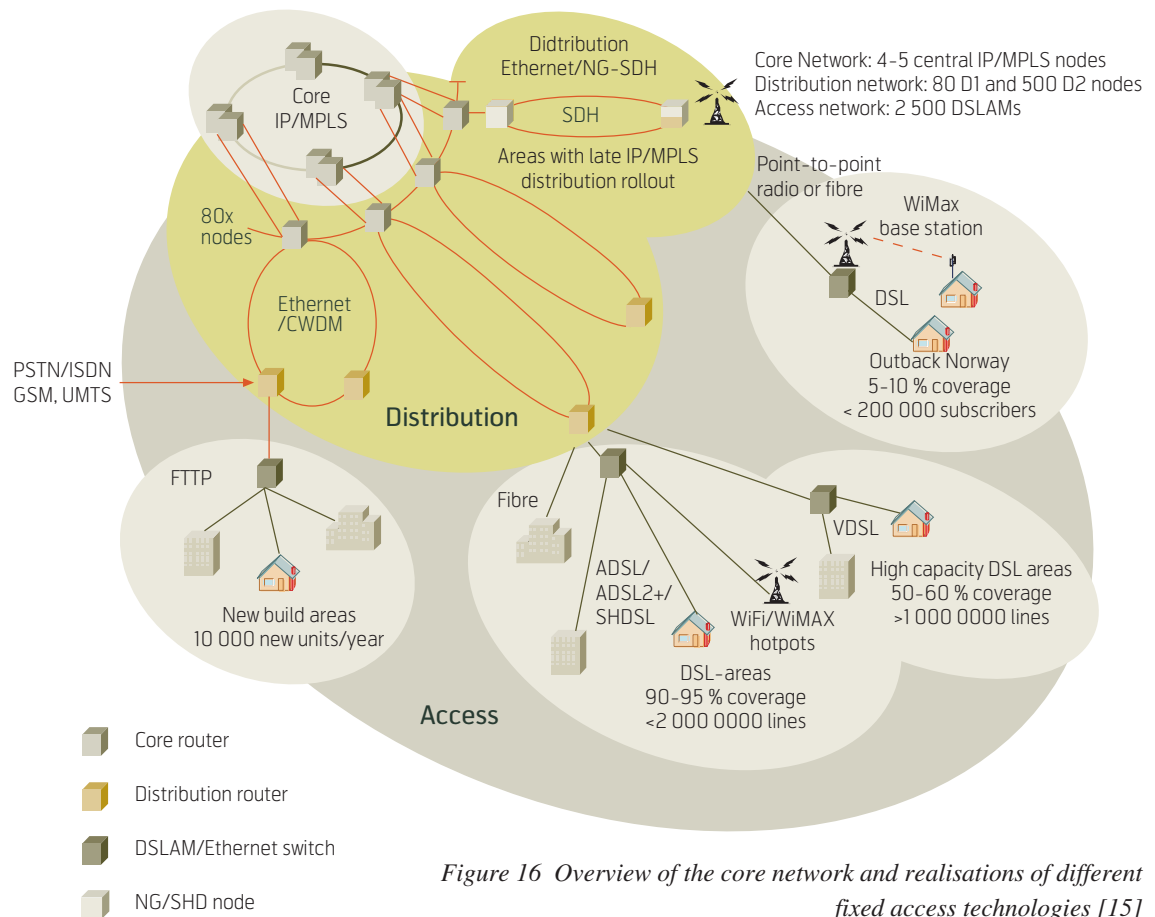 Didtribution
Ethernet/NG-SDH
Core Network: 4-5 central IP/MPLS nodes
Distribution network: 80 D1 and 500 D2 nodes
Access network: 2 500 DSLAMs
Core
IP/MPLS
SDH
Areas with late IP/MPLS
distribution rollout
Point-to-point
radio or fibre
WiMax
base station
80x
nodes
DSL
Ethernet
/CWDM
Outback Norway
5-10 % coverage
< 200 000 subscribers
PSTN/ISDN
GSM, UMTS
Distribution
FTTP
Fibre
VDSL
ADSL/
ADSL2+/
SHDSL
High capacity DSL areas
50-60 % coverage
>1 000 0000 lines
New build areas
10 000 new units/year
WiFi/WiMAX
hotpots
DSL-areas
90-95 % coverage
<2 000 0000 lines
Access
Core router
Distribution router
DSLAM/Ethernet switch
NG/SHD node
Figure 16 Overview of the core network and realisations of different
fixed access technologies [15]